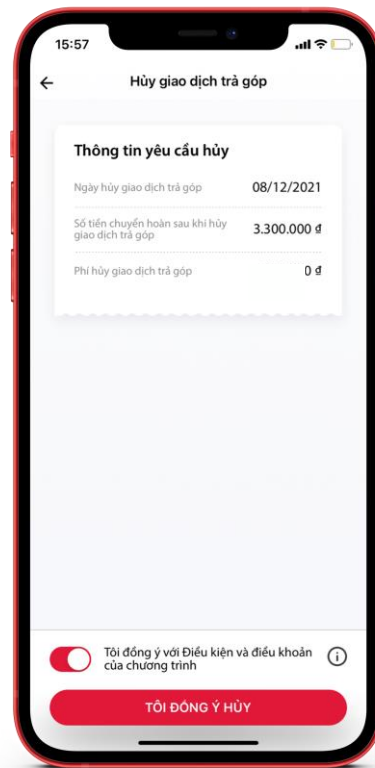 15:57
Hủy giao dịch trả góp
Thông tin yêu cầu hủy
Ngày hủy giao dịch trả góp 08/12/2021
Số tiền chuyển hoàn sau khi hủy
giao dịch trả góp 3.300.000 đ
Phí hủy giao dịch trả góp 0 đ
Tôi đồng ý với Điều kiện và điều khoản
của chương trình
TÔI ĐỒNG Ý HỦY